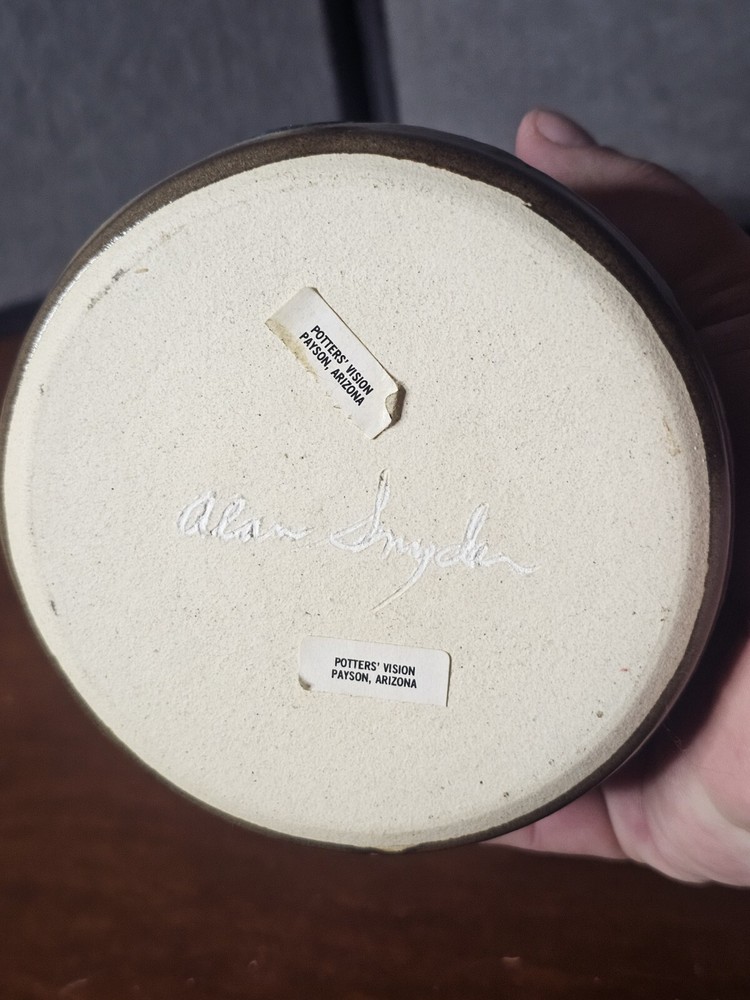 POTTERS' VISION
PAYSON, ARIZONA
Alan Snyder
POTTERS' VISION
PAYSON, ARIZONA